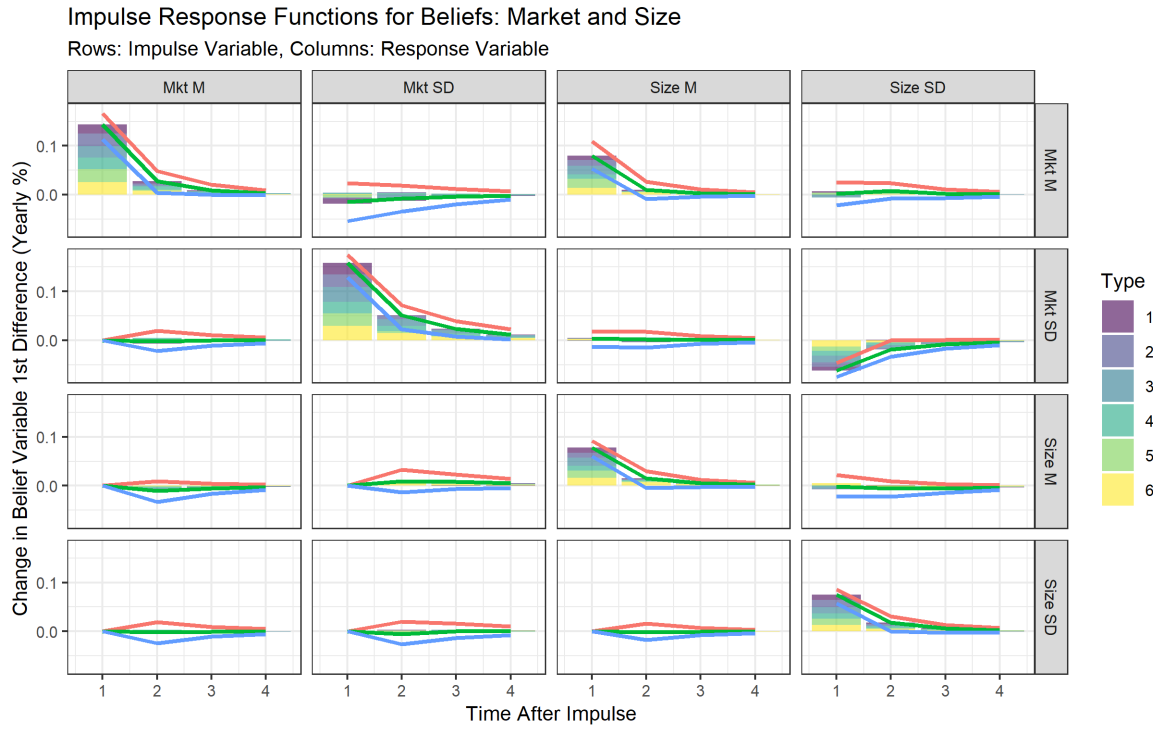 Impulse Response Functions for Beliefs: Market and Size
Rows: Impulse Variable, Columns: Response Variable
Mkt M
Mkt SD
Size M
Size SD
Change in Belief Variable 1st Difference (Yearly %)
0.1
0.0
Mkt M
0.1
0.0
Mkt SD
0.1
0.0
Size M
0.1
0.0
Size SD
1 2 3 4
1 2 3 4
1 2 3 4
1 2 3 4
Time After Impulse
Type
1
2
3
4
5
6